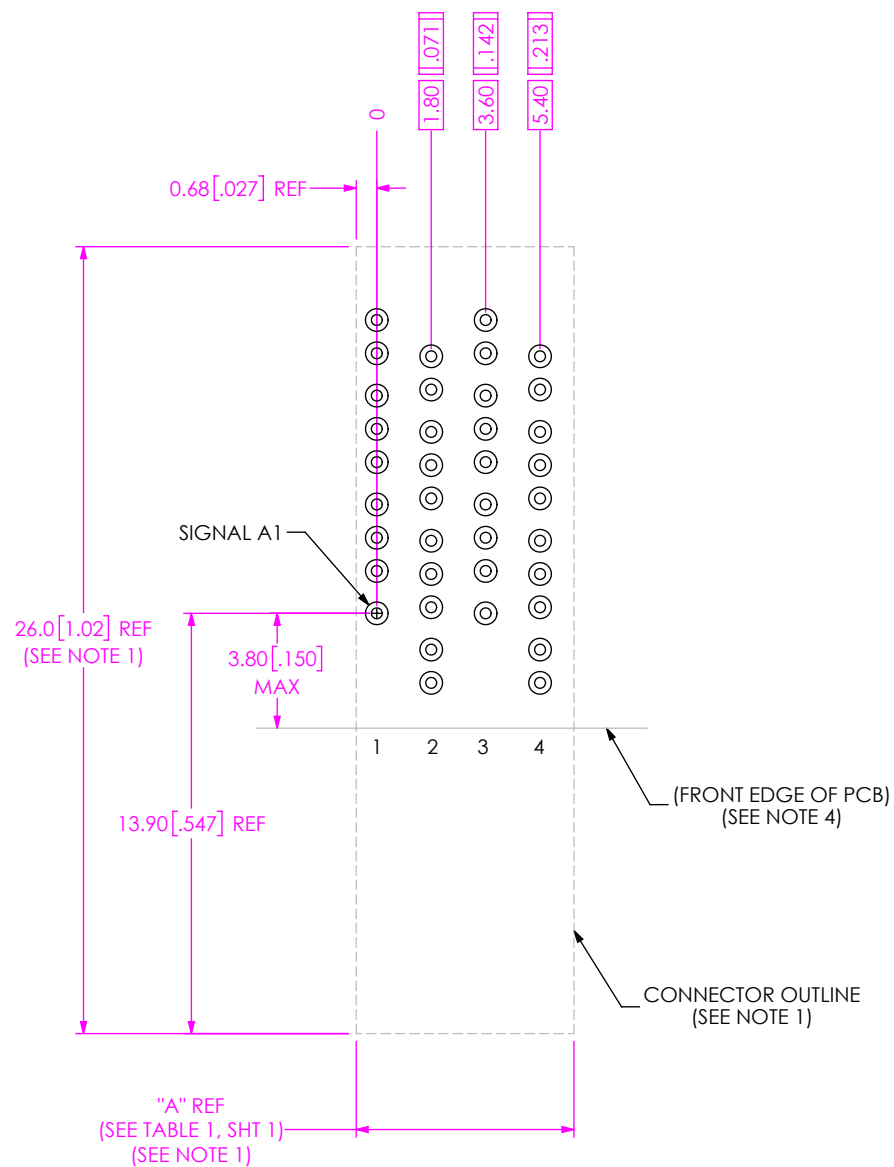 0
1.80 [.071]
3.60 [.142]
5.40 [.213]
0.68[.027] REF
SIGNAL A1
26.0[1.02] REF
(SEE NOTE 1)
3.80[.150]
MAX
1 2 3 4
13.90[.547] REF
(FRONT EDGE OF PCB)
(SEE NOTE 4)
CONNECTOR OUTLINE
(SEE NOTE 1)
"A" REF
(SEE TABLE 1, SHT 1)
(SEE NOTE 1)